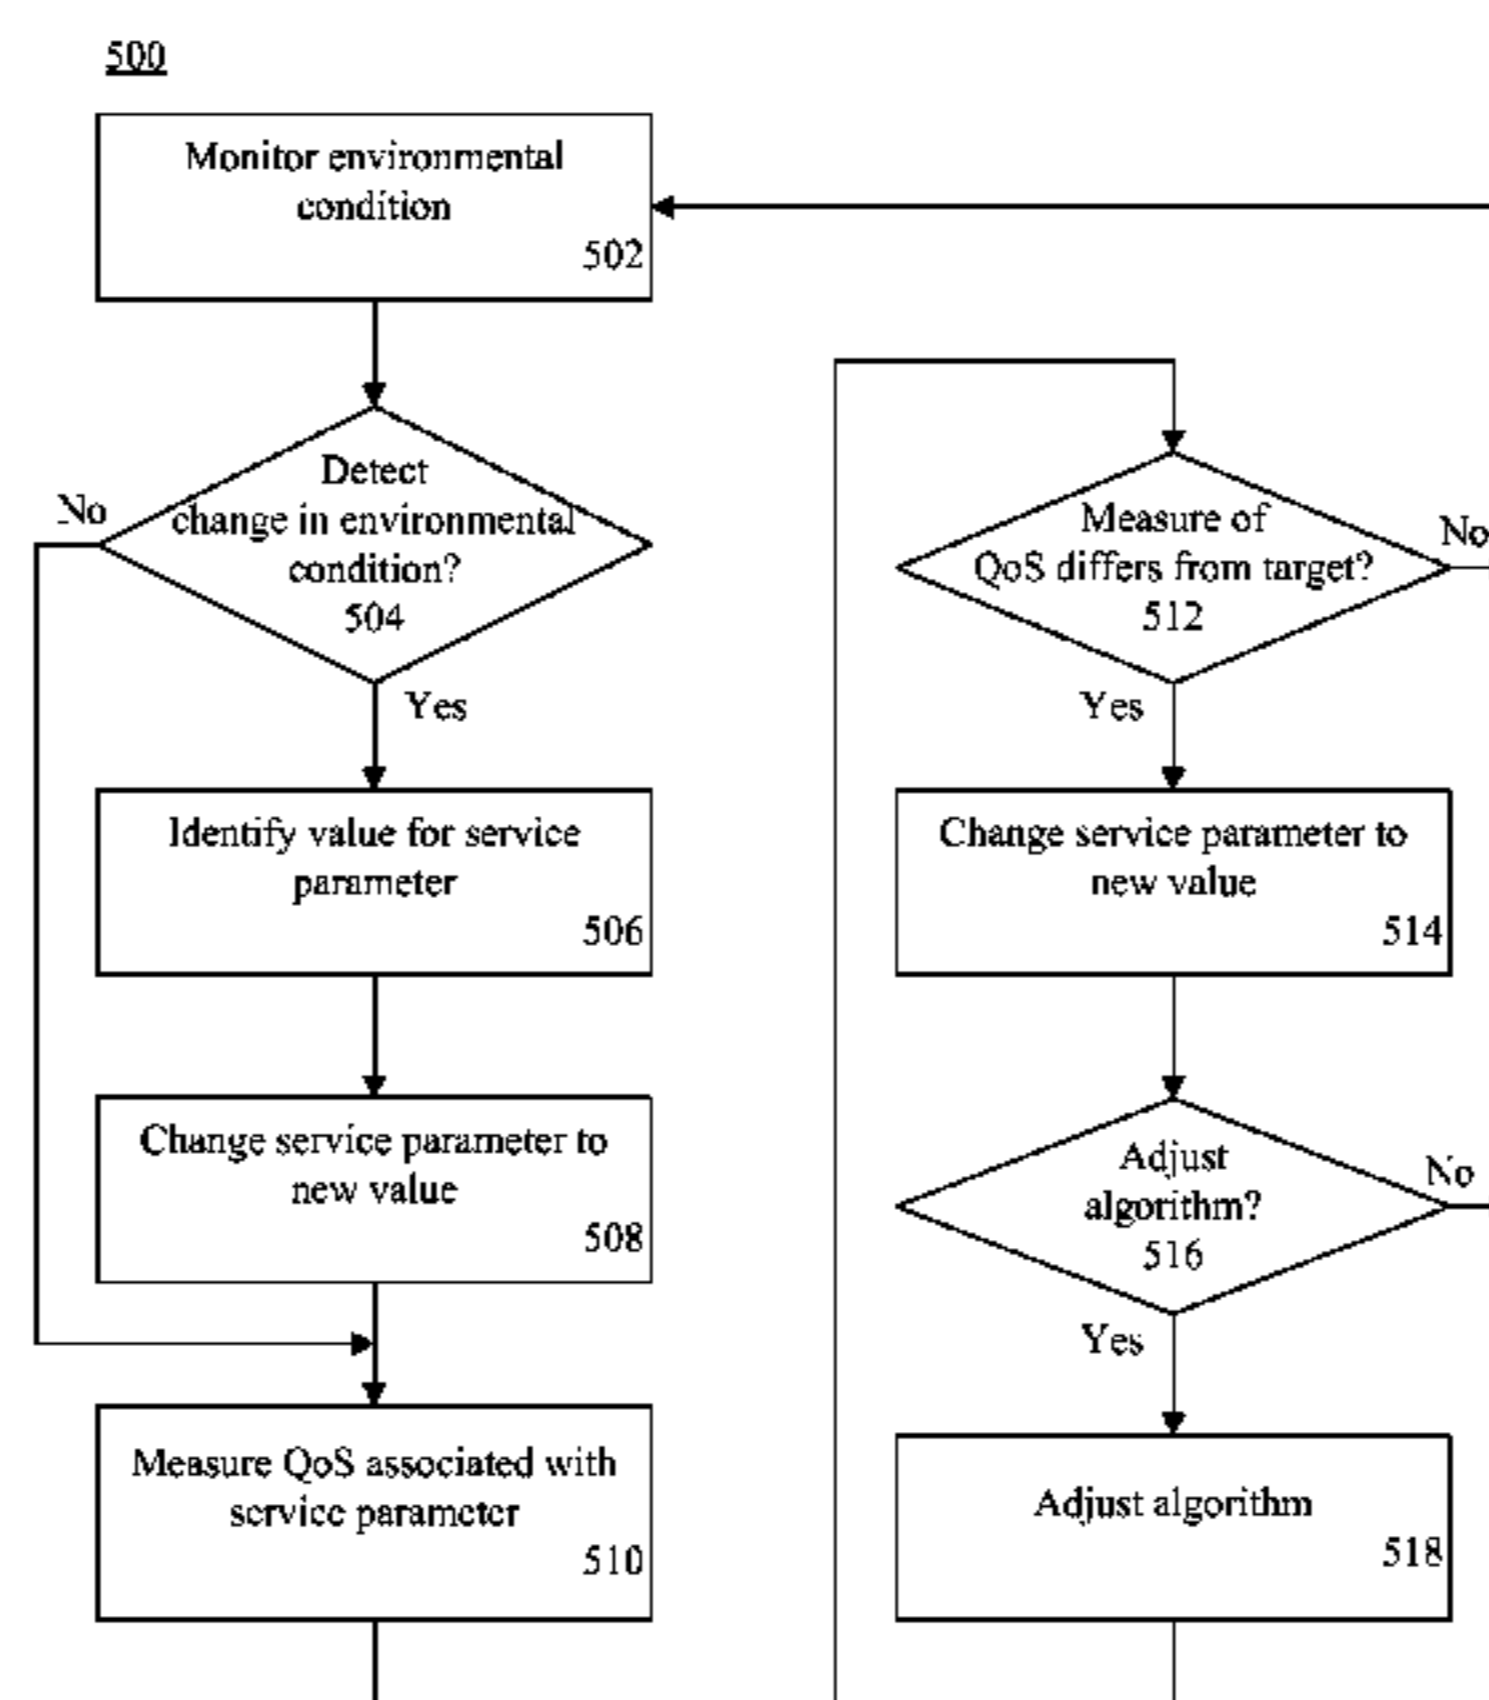 500
Monitor environmental
condition
502
Detect
change in environmental
condition?
504
No
Yes
Identify value for service
parameter
506
Change service parameter to
new value
508
Measure QoS associated with
service parameter
510
Measure of
QoS differs from target?
512
No
Yes
Change service parameter to
new value
514
Adjust
algorithm?
516
No
Yes
Adjust algorithm
518